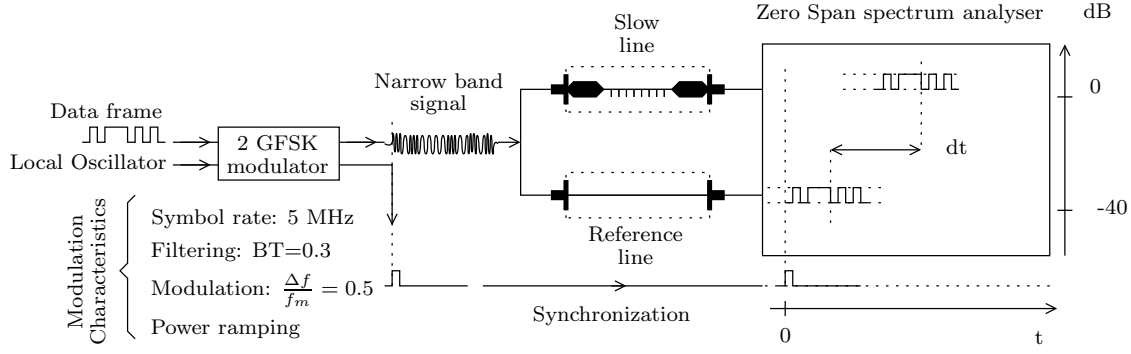 Zero Span spectrum analyser
dB
Slow
line
Narrow band
signal
0
Data frame
2 GFSK
modulator
Local Oscillator
dt
Modulation
Characteristics
Symbol rate: 5 MHz
Filtering: BT=0.3
Modulation: Δf/f_m = 0.5
Power ramping
Reference
line
-40
Synchronization
0
t